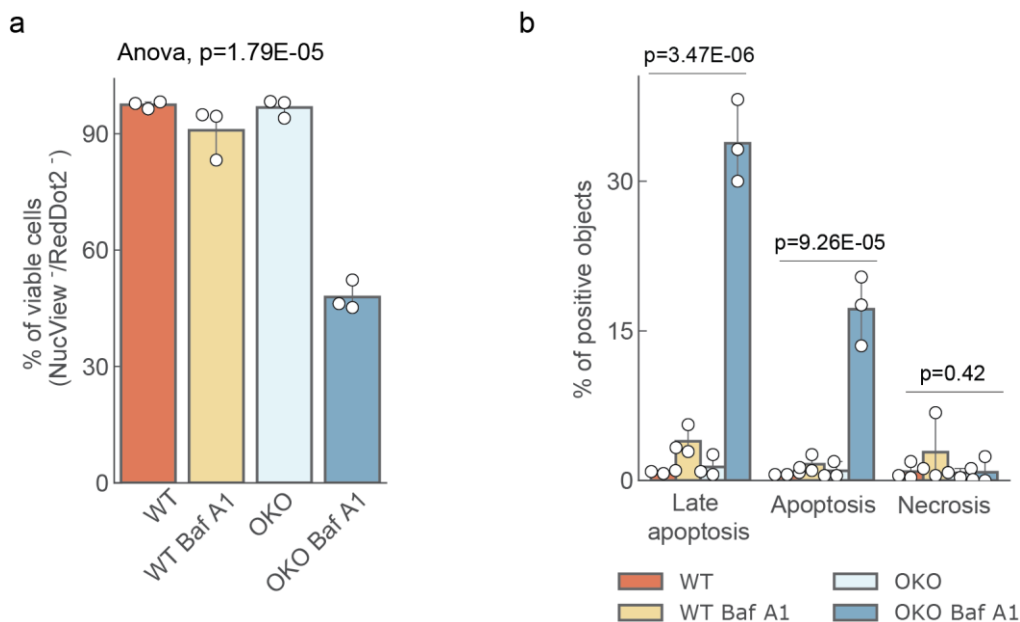 a
Anova, p=1.79E-05
% of viable cells
(NucView ⁻/RedDot2 ⁻)
90
60
30
0
WT
WT Baf A1
OKO
OKO Baf A1
b
p=3.47E-06
p=9.26E-05
p=0.42
% of positive objects
30
15
0
Late
apoptosis
Apoptosis
Necrosis
WT
OKO
WT Baf A1
OKO Baf A1